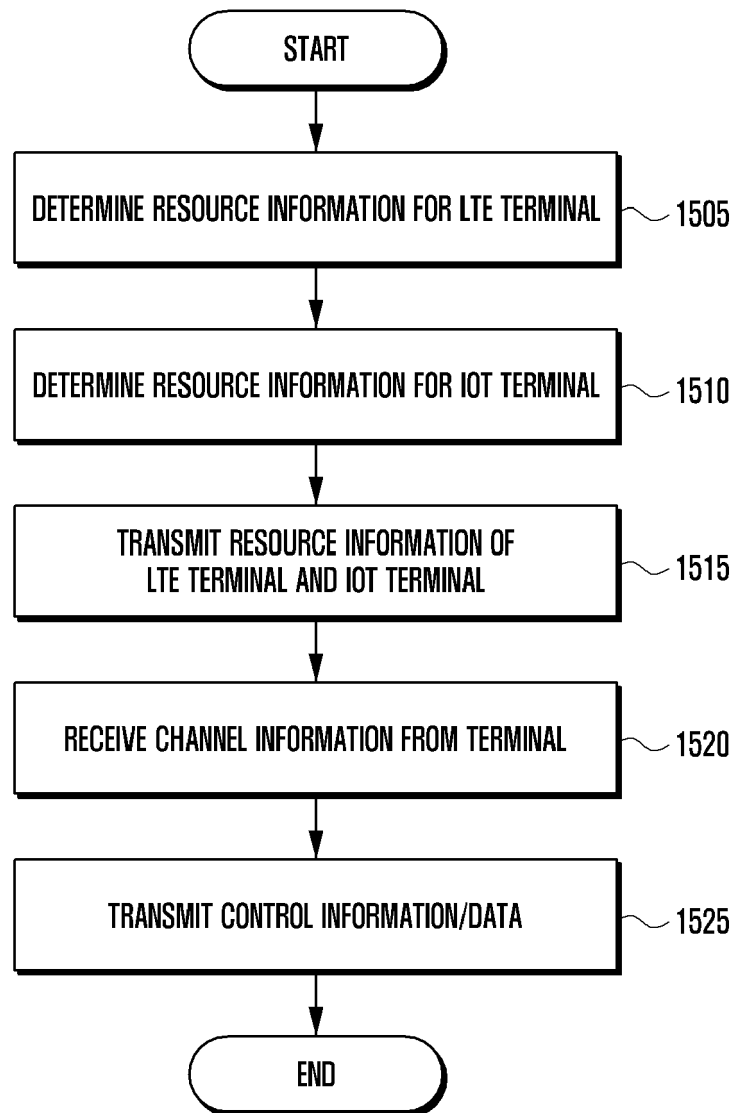 START
DETERMINE RESOURCE INFORMATION FOR LTE TERMINAL
1505
DETERMINE RESOURCE INFORMATION FOR IOT TERMINAL
1510
TRANSMIT RESOURCE INFORMATION OF
LTE TERMINAL AND IOT TERMINAL
1515
RECEIVE CHANNEL INFORMATION FROM TERMINAL
1520
TRANSMIT CONTROL INFORMATION/DATA
1525
END